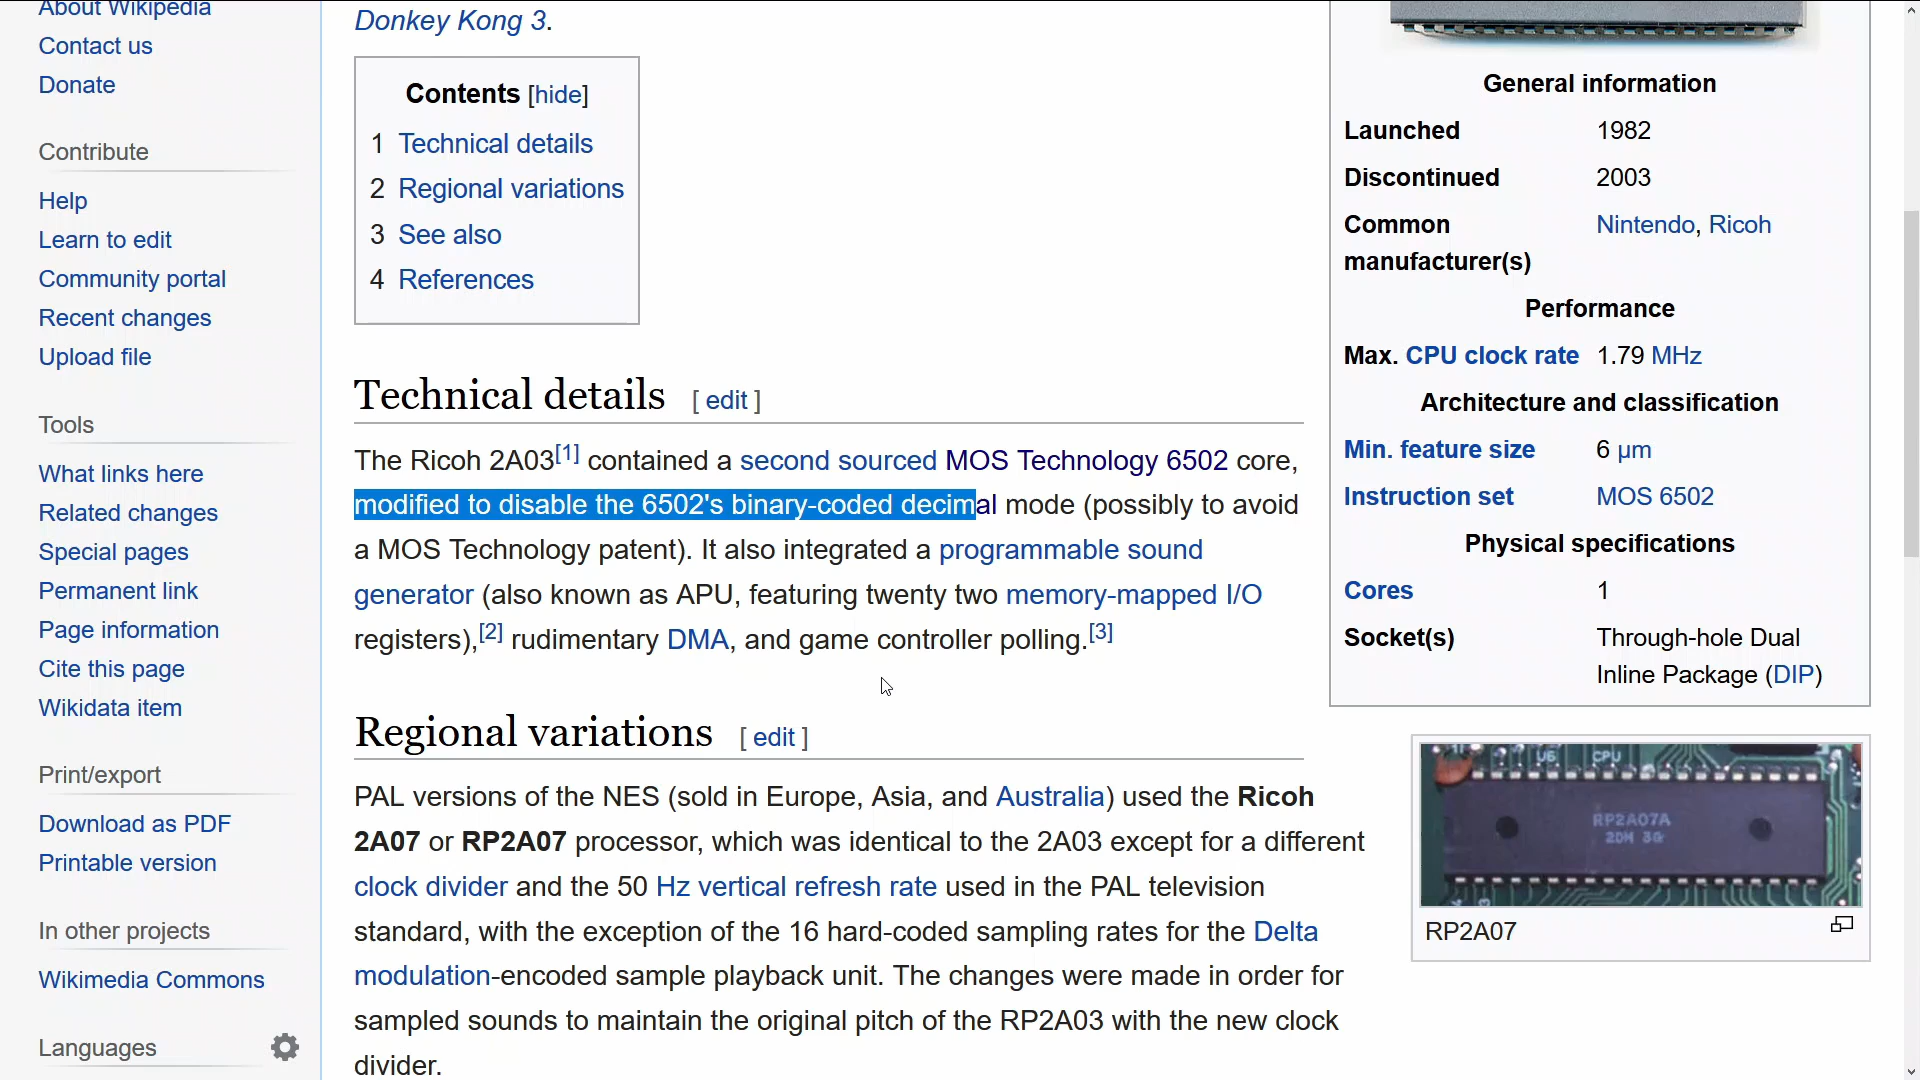 About Wikipedia
Contact us
Donate
Contribute
Help
Learn to edit
Community portal
Recent changes
Upload file
Tools
What links here
Related changes
Special pages
Permanent link
Page information
Cite this page
Wikidata item
Print/export
Download as PDF
Printable version
In other projects
Wikimedia Commons
Languages
Donkey Kong 3.
Contents [hide]
1 Technical details
2 Regional variations
3 See also
4 References
Technical details [ edit ]
The Ricoh 2A03[1] contained a second sourced MOS Technology 6502 core,
modified to disable the 6502's binary-coded decimal mode (possibly to avoid
a MOS Technology patent). It also integrated a programmable sound
generator (also known as APU, featuring twenty two memory-mapped I/O
registers),[2] rudimentary DMA, and game controller polling.[3]
Regional variations [ edit ]
PAL versions of the NES (sold in Europe, Asia, and Australia) used the Ricoh
2A07 or RP2A07 processor, which was identical to the 2A03 except for a different
clock divider and the 50 Hz vertical refresh rate used in the PAL television
standard, with the exception of the 16 hard-coded sampling rates for the Delta
modulation-encoded sample playback unit. The changes were made in order for
sampled sounds to maintain the original pitch of the RP2A03 with the new clock
divider.
General information
Launched 1982
Discontinued 2003
Common Nintendo, Ricoh
manufacturer(s)
Performance
Max. CPU clock rate 1.79 MHz
Architecture and classification
Min. feature size 6 μm
Instruction set MOS 6502
Physical specifications
Cores 1
Socket(s) Through-hole Dual
Inline Package (DIP)
U6 CPU
RP2A07A
RP2A07